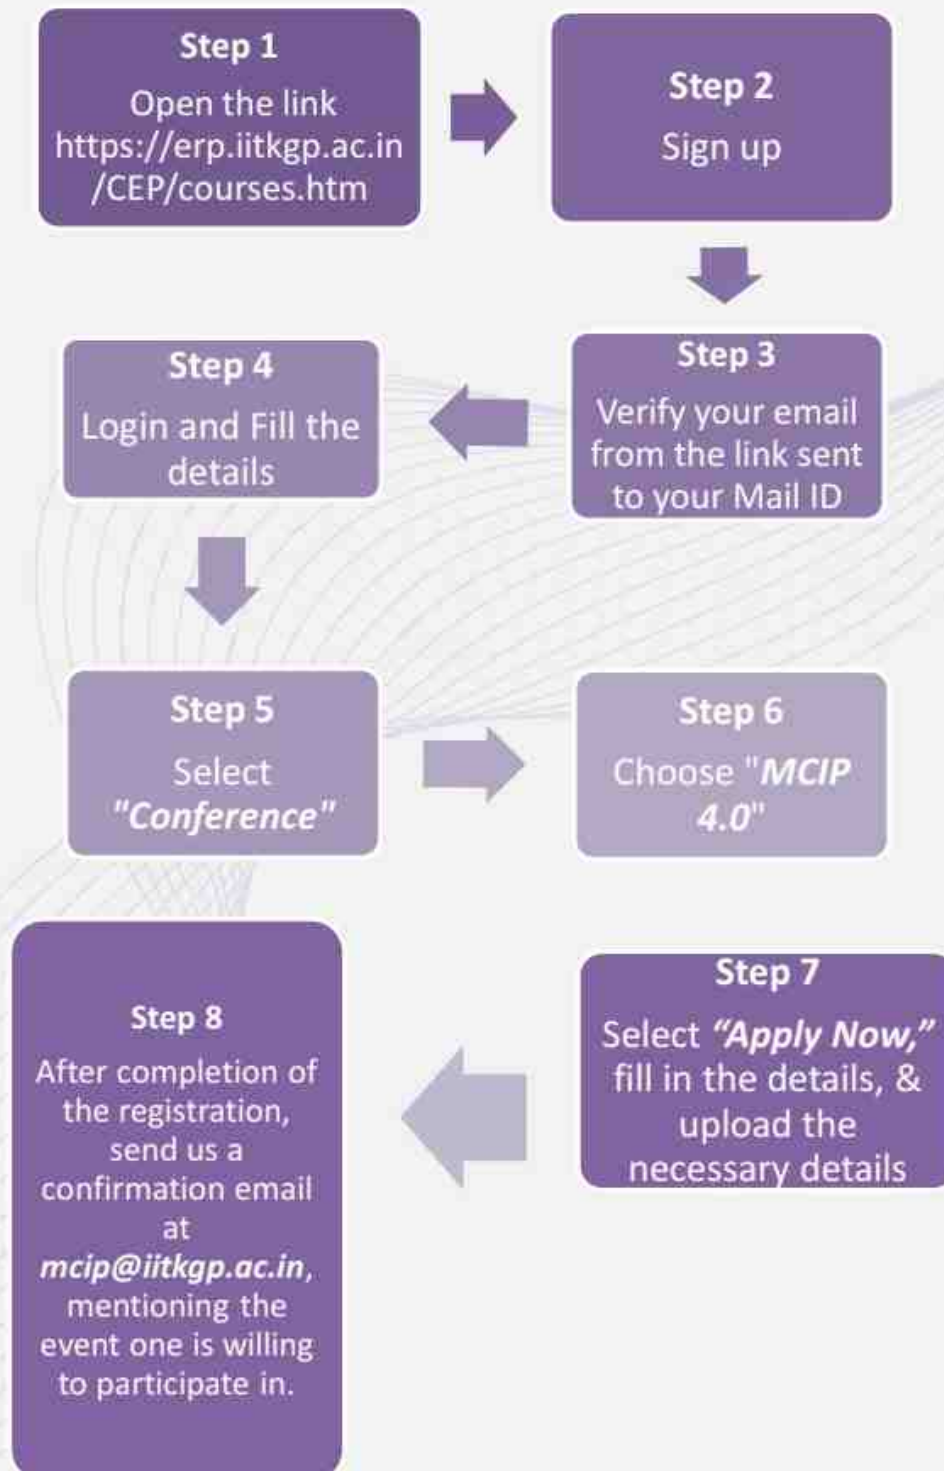 Step 1
Open the link
https://erp.iitkgp.ac.in
/CEP/courses.htm
Step 2
Sign up
Step 3
Verify your email
from the link sent
to your Mail ID
Step 4
Login and Fill the
details
Step 5
Select
"Conference"
Step 6
Choose "MCIP
4.0"
Step 7
Select “Apply Now,”
fill in the details, &
upload the
necessary details
Step 8
After completion of
the registration,
send us a
confirmation email
at
mcip@iitkgp.ac.in,
mentioning the
event one is willing
to participate in.